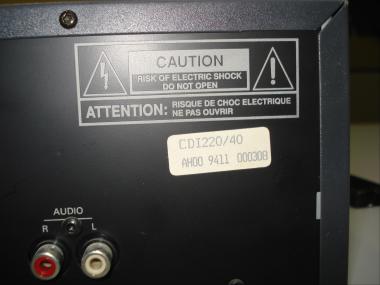 CAUTION
RISK OF ELECTRIC SHOCK
DO NOT OPEN
ATTENTION: RISQUE DE CHOC ELECTRIQUE
NE PAS OUVRIR
CDI220/40
AH00 9411 000308
AUDIO
R L